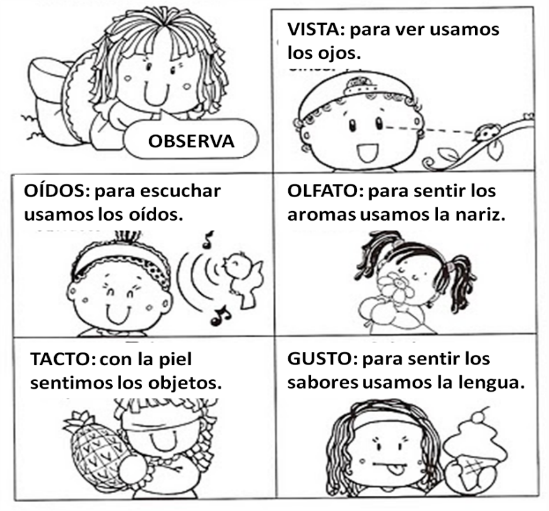 OBSERVA
VISTA: para ver usamos
los ojos.
OÍDOS: para escuchar
usamos los oídos.
OLFATO: para sentir los
aromas usamos la nariz.
TACTO: con la piel
sentimos los objetos.
GUSTO: para sentir los
sabores usamos la lengua.